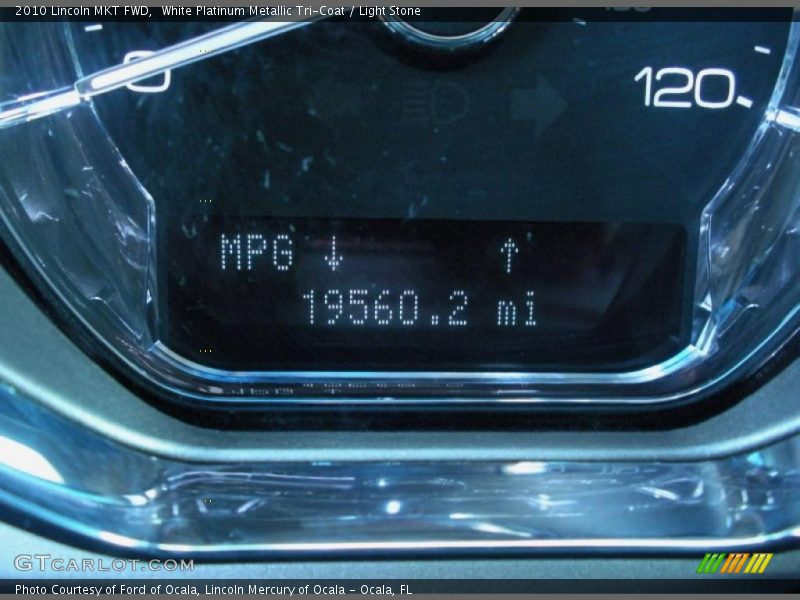 2010 Lincoln MKT FWD,  White Platinum Metallic Tri-Coat / Light Stone
0
120
MPG ↓ ↑
19560.2 mi
GTCARLOT.COM
Photo Courtesy of Ford of Ocala, Lincoln Mercury of Ocala - Ocala, FL